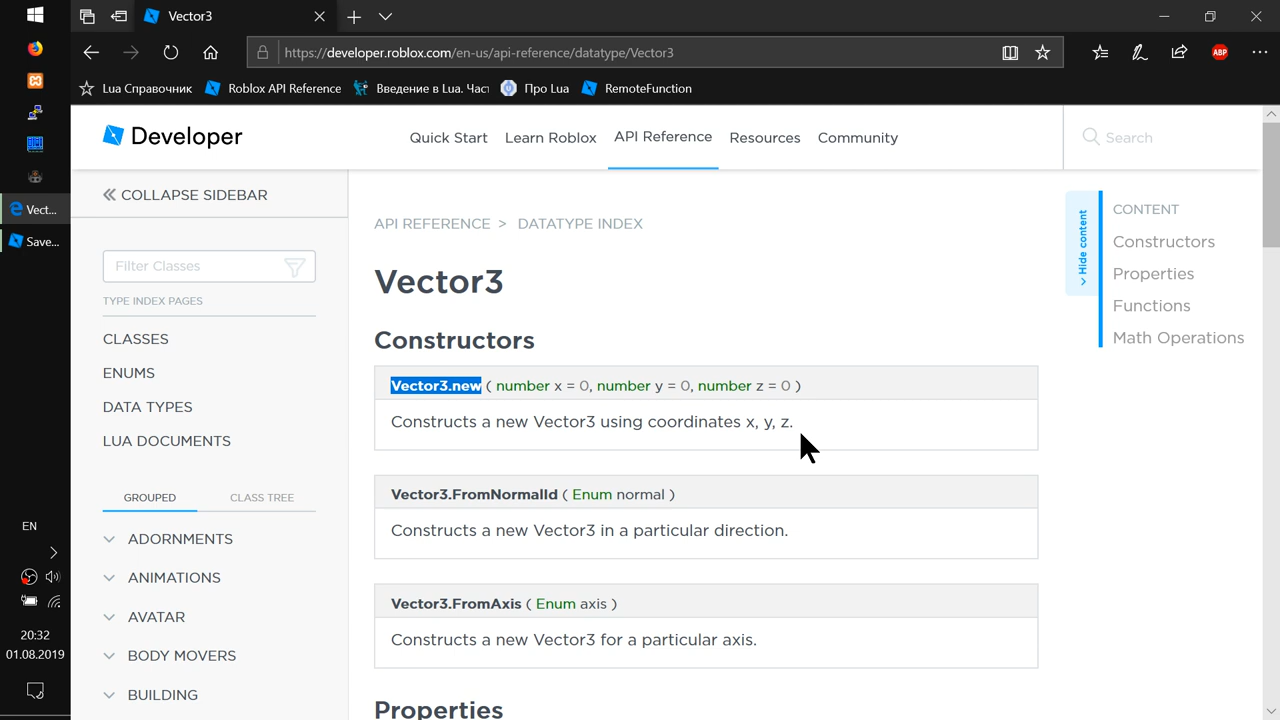 Vector3
https://developer.roblox.com/en-us/api-reference/datatype/Vector3
ABP
Lua Справочник
Roblox API Reference
Введение в Lua. Част
Про Lua
RemoteFunction
Vect...
Save...
EN
20:32
01.08.2019
Developer
Quick Start
Learn Roblox
API Reference
Resources
Community
Search
COLLAPSE SIDEBAR
Filter Classes
TYPE INDEX PAGES
CLASSES
ENUMS
DATA TYPES
LUA DOCUMENTS
GROUPED
CLASS TREE
ADORNMENTS
ANIMATIONS
AVATAR
BODY MOVERS
BUILDING
API REFERENCE > DATATYPE INDEX
Vector3
Constructors
Vector3.new ( number x = 0, number y = 0, number z = 0 )
Constructs a new Vector3 using coordinates x, y, z.
Vector3.FromNormalId ( Enum normal )
Constructs a new Vector3 in a particular direction.
Vector3.FromAxis ( Enum axis )
Constructs a new Vector3 for a particular axis.
Properties
Hide content
CONTENT
Constructors
Properties
Functions
Math Operations